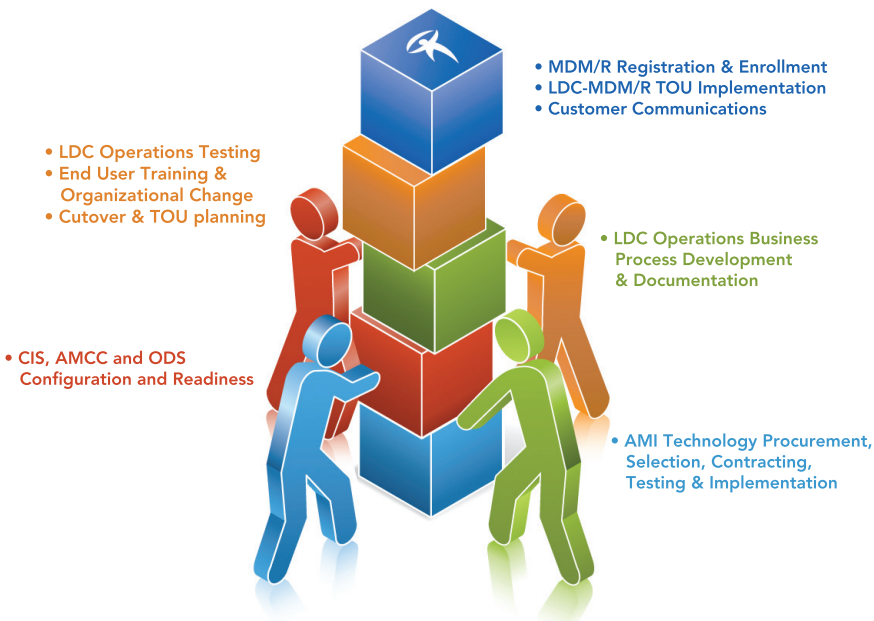 • MDM/R Registration & Enrollment
• LDC-MDM/R TOU Implementation
• Customer Communications
• LDC Operations Testing
• End User Training &
Organizational Change
• Cutover & TOU planning
• LDC Operations Business
Process Development
& Documentation
• CIS, AMCC and ODS
Configuration and Readiness
• AMI Technology Procurement,
Selection, Contracting,
Testing & Implementation